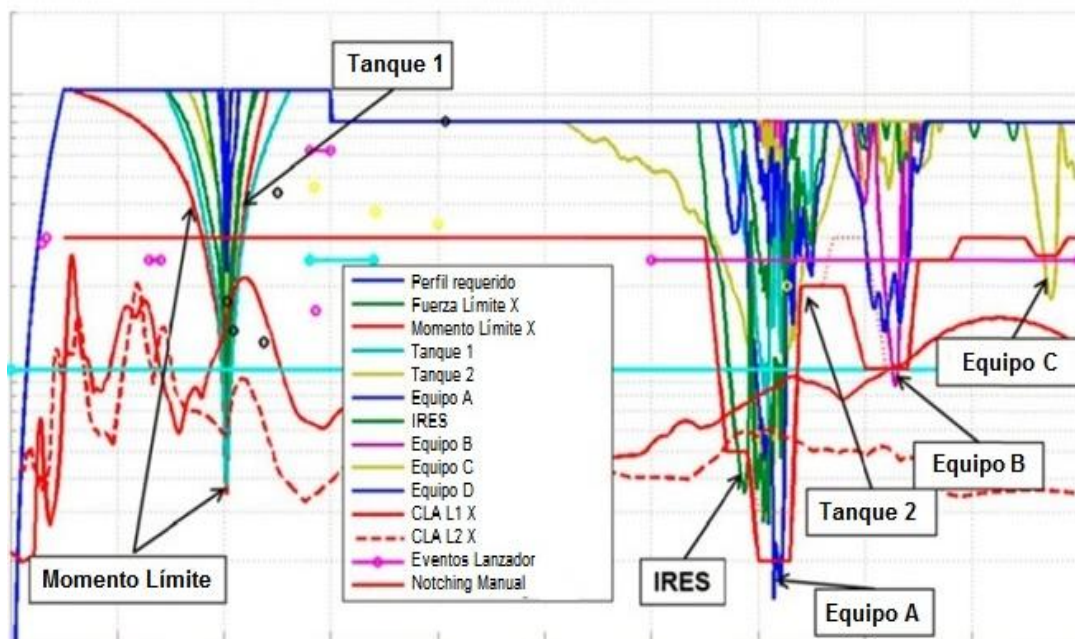 Tanque 1
Perfil requerido
Fuerza Límite X
Momento Límite X
Tanque 1
Tanque 2
Equipo A
IRES
Equipo B
Equipo C
Equipo D
CLA L1 X
CLA L2 X
Eventos Lanzador
Notching Manual
Equipo C
Equipo B
Tanque 2
Momento Límite
IRES
Equipo A